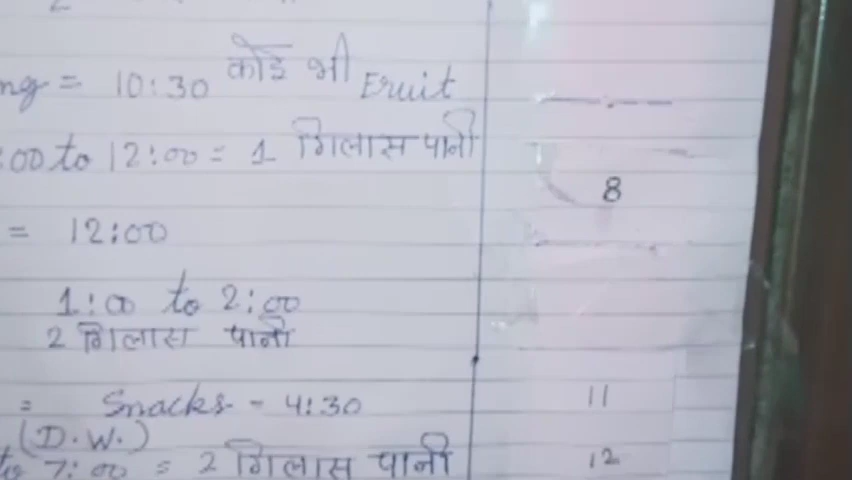 ng = 10:30 कोई भी Fruit
:00 to 12:00 = 1 गिलास पानी
8
= 12:00
1:00 to 2:00
2 गिलास पानी
= Snacks - 4:30
11
(D.W.)
to 7:00 = 2 गिलास पानी
12